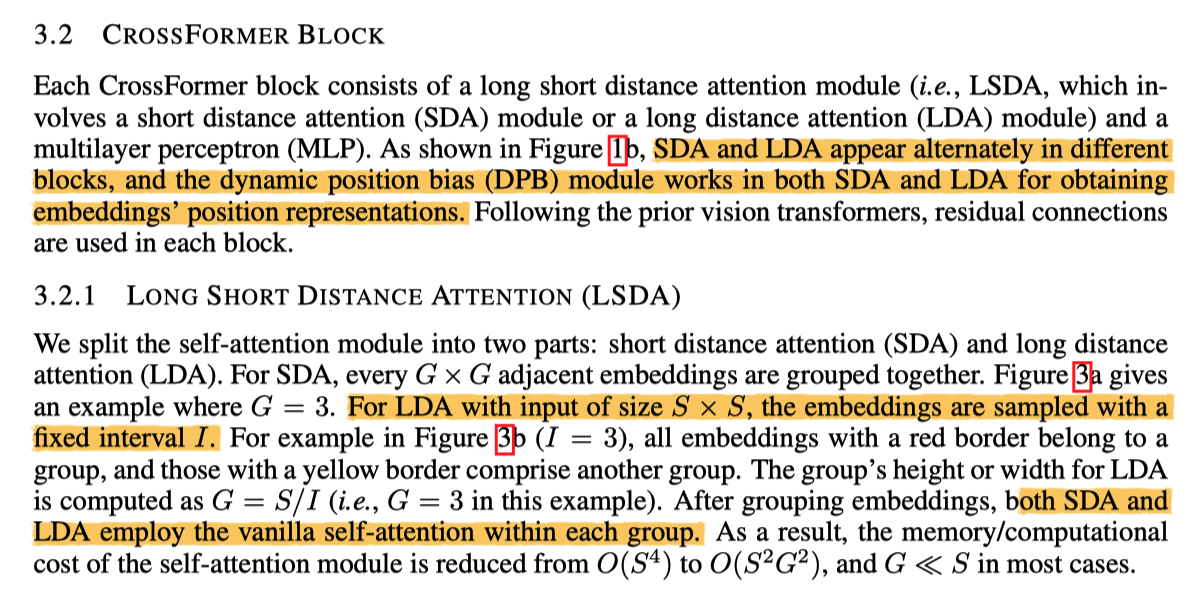 3.2 CROSSFORMER BLOCK
Each CrossFormer block consists of a long short distance attention module (i.e., LSDA, which in-
volves a short distance attention (SDA) module or a long distance attention (LDA) module) and a
multilayer perceptron (MLP). As shown in Figure 1b, SDA and LDA appear alternately in different
blocks, and the dynamic position bias (DPB) module works in both SDA and LDA for obtaining
embeddings’ position representations. Following the prior vision transformers, residual connections
are used in each block.
3.2.1 LONG SHORT DISTANCE ATTENTION (LSDA)
We split the self-attention module into two parts: short distance attention (SDA) and long distance
attention (LDA). For SDA, every G × G adjacent embeddings are grouped together. Figure 3a gives
an example where G = 3. For LDA with input of size S × S, the embeddings are sampled with a
fixed interval I. For example in Figure 3b (I = 3), all embeddings with a red border belong to a
group, and those with a yellow border comprise another group. The group’s height or width for LDA
is computed as G = S/I (i.e., G = 3 in this example). After grouping embeddings, both SDA and
LDA employ the vanilla self-attention within each group. As a result, the memory/computational
cost of the self-attention module is reduced from O(S⁴) to O(S²G²), and G ≪ S in most cases.